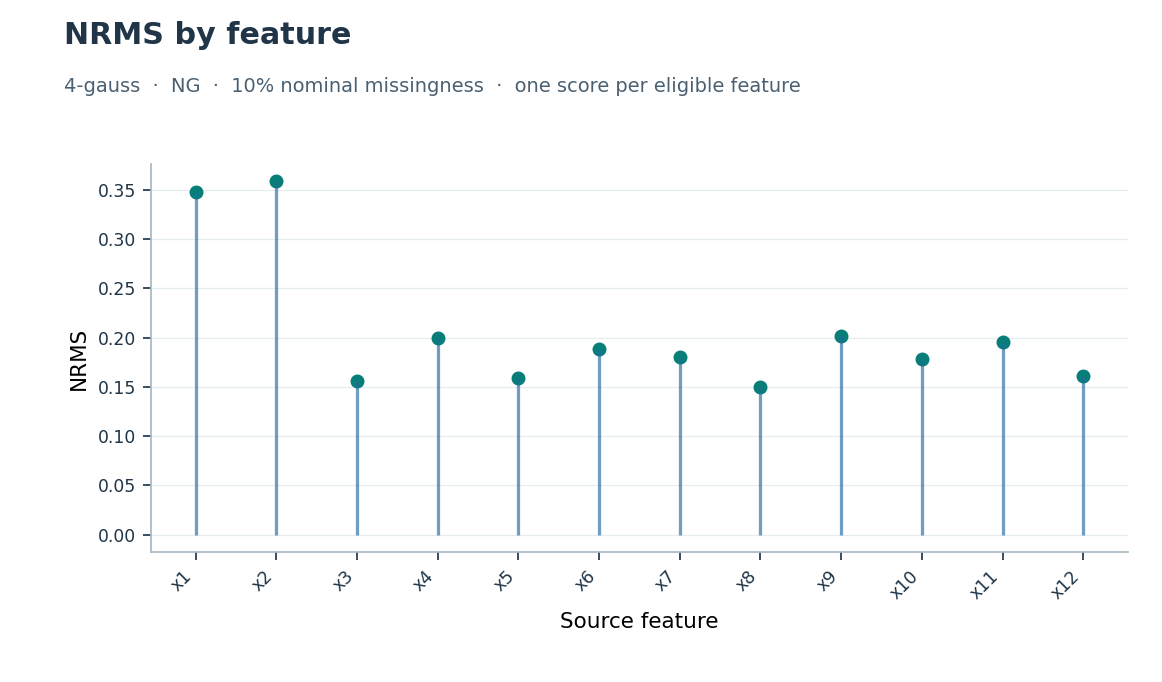 NRMS by feature
4-gauss · NG · 10% nominal missingness · one score per eligible feature
NRMS
0.35
0.30
0.25
0.20
0.15
0.10
0.05
0.00
x1 x2 x3 x4 x5 x6 x7 x8 x9 x10 x11 x12
Source feature